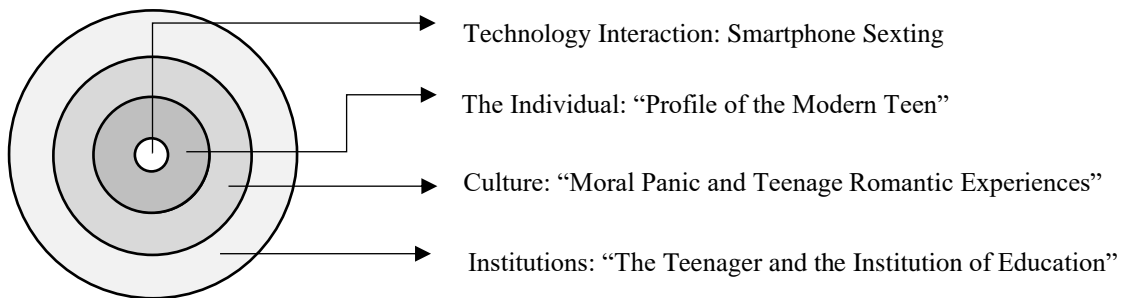 Technology Interaction: Smartphone Sexting
The Individual: “Profile of the Modern Teen”
Culture: “Moral Panic and Teenage Romantic Experiences”
Institutions: “The Teenager and the Institution of Education”